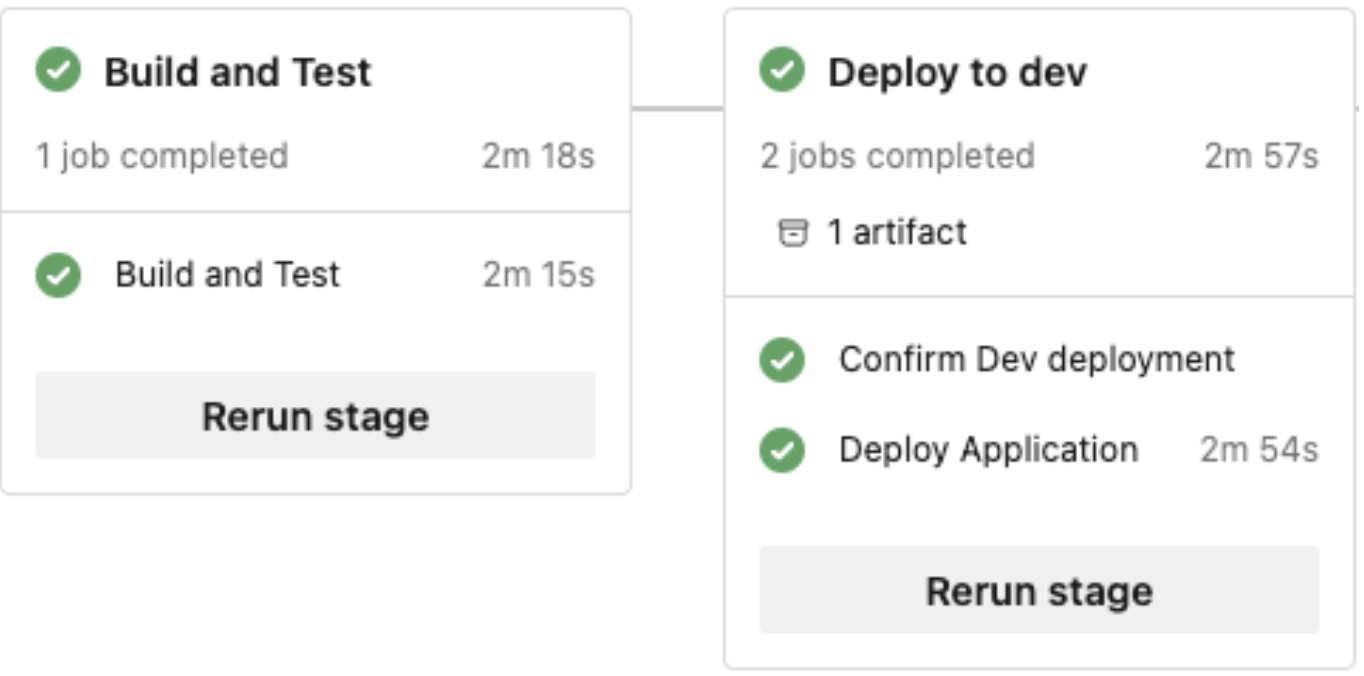 Build and Test
1 job completed 2m 18s
Build and Test 2m 15s
Rerun stage
Deploy to dev
2 jobs completed 2m 57s
1 artifact
Confirm Dev deployment
Deploy Application 2m 54s
Rerun stage